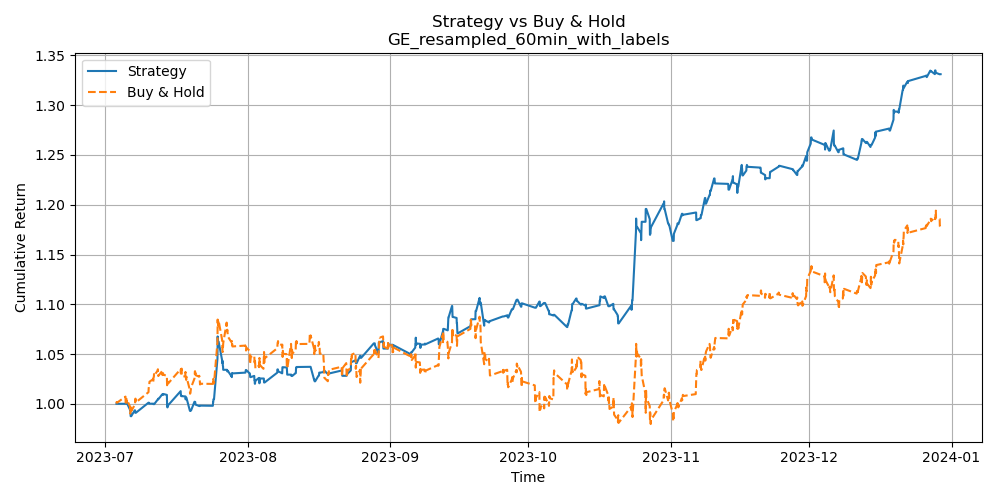 Strategy vs Buy & Hold
GE_resampled_60min_with_labels
Strategy
Buy & Hold
1.35
1.30
1.25
1.20
1.15
1.10
1.05
1.00
Cumulative Return
2023-07
2023-08
2023-09
2023-10
2023-11
2023-12
2024-01
Time